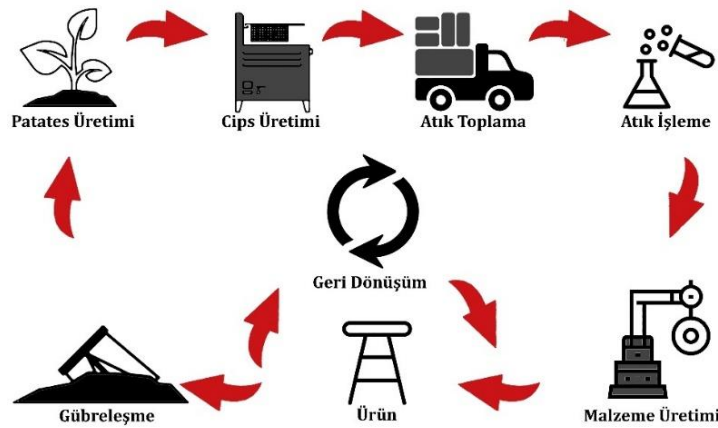 Patates Üretimi
Cips Üretimi
Atık Toplama
Atık İşleme
Geri Dönüşüm
Gübreleşme
Ürün
Malzeme Üretimi